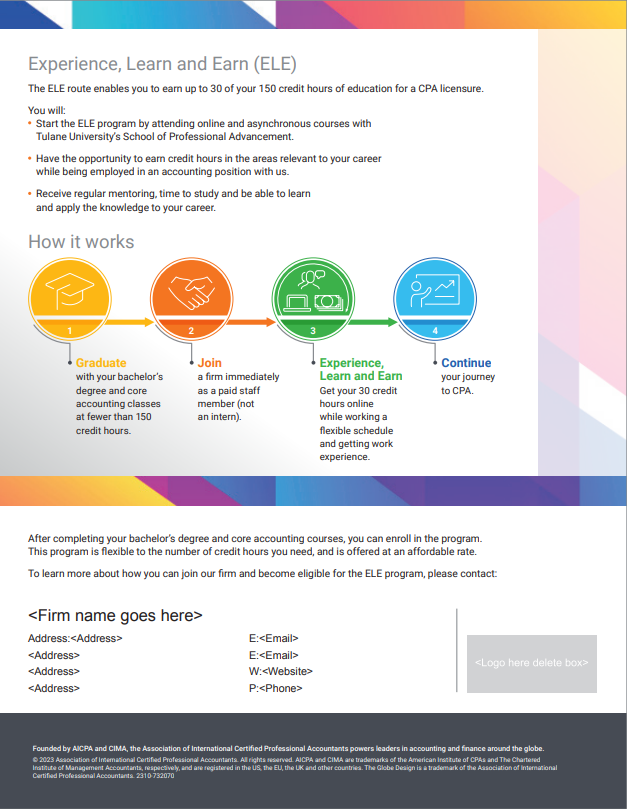 Experience, Learn and Earn (ELE)
The ELE route enables you to earn up to 30 of your 150 credit hours of education for a CPA licensure.
You will:
• Start the ELE program by attending online and asynchronous courses with
Tulane University's School of Professional Advancement.
• Have the opportunity to earn credit hours in the areas relevant to your career
while being employed in an accounting position with us.
• Receive regular mentoring, time to study and be able to learn
and apply the knowledge to your career.
How it works
1
2
3
4
Graduate
with your bachelor's
degree and core
accounting classes
at fewer than 150
credit hours.
Join
a firm immediately
as a paid staff
member (not
an intern).
Experience,
Learn and Earn
Get your 30 credit
hours online
while working a
flexible schedule
and getting work
experience.
Continue
your journey
to CPA.
After completing your bachelor's degree and core accounting courses, you can enroll in the program.
This program is flexible to the number of credit hours you need, and is offered at an affordable rate.
To learn more about how you can join our firm and become eligible for the ELE program, please contact:
<Firm name goes here>
Address:<Address>
<Address>
<Address>
<Address>
E:<Email>
E:<Email>
W:<Website>
P:<Phone>
<Logo here delete box>
Founded by AICPA and CIMA, the Association of International Certified Professional Accountants powers leaders in accounting and finance around the globe.
© 2023 Association of International Certified Professional Accountants. All rights reserved. AICPA and CIMA are trademarks of the American Institute of CPAs and The Chartered
Institute of Management Accountants, respectively, and are registered in the US, the EU, the UK and other countries. The Globe Design is a trademark of the Association of International
Certified Professional Accountants. 2310-732070